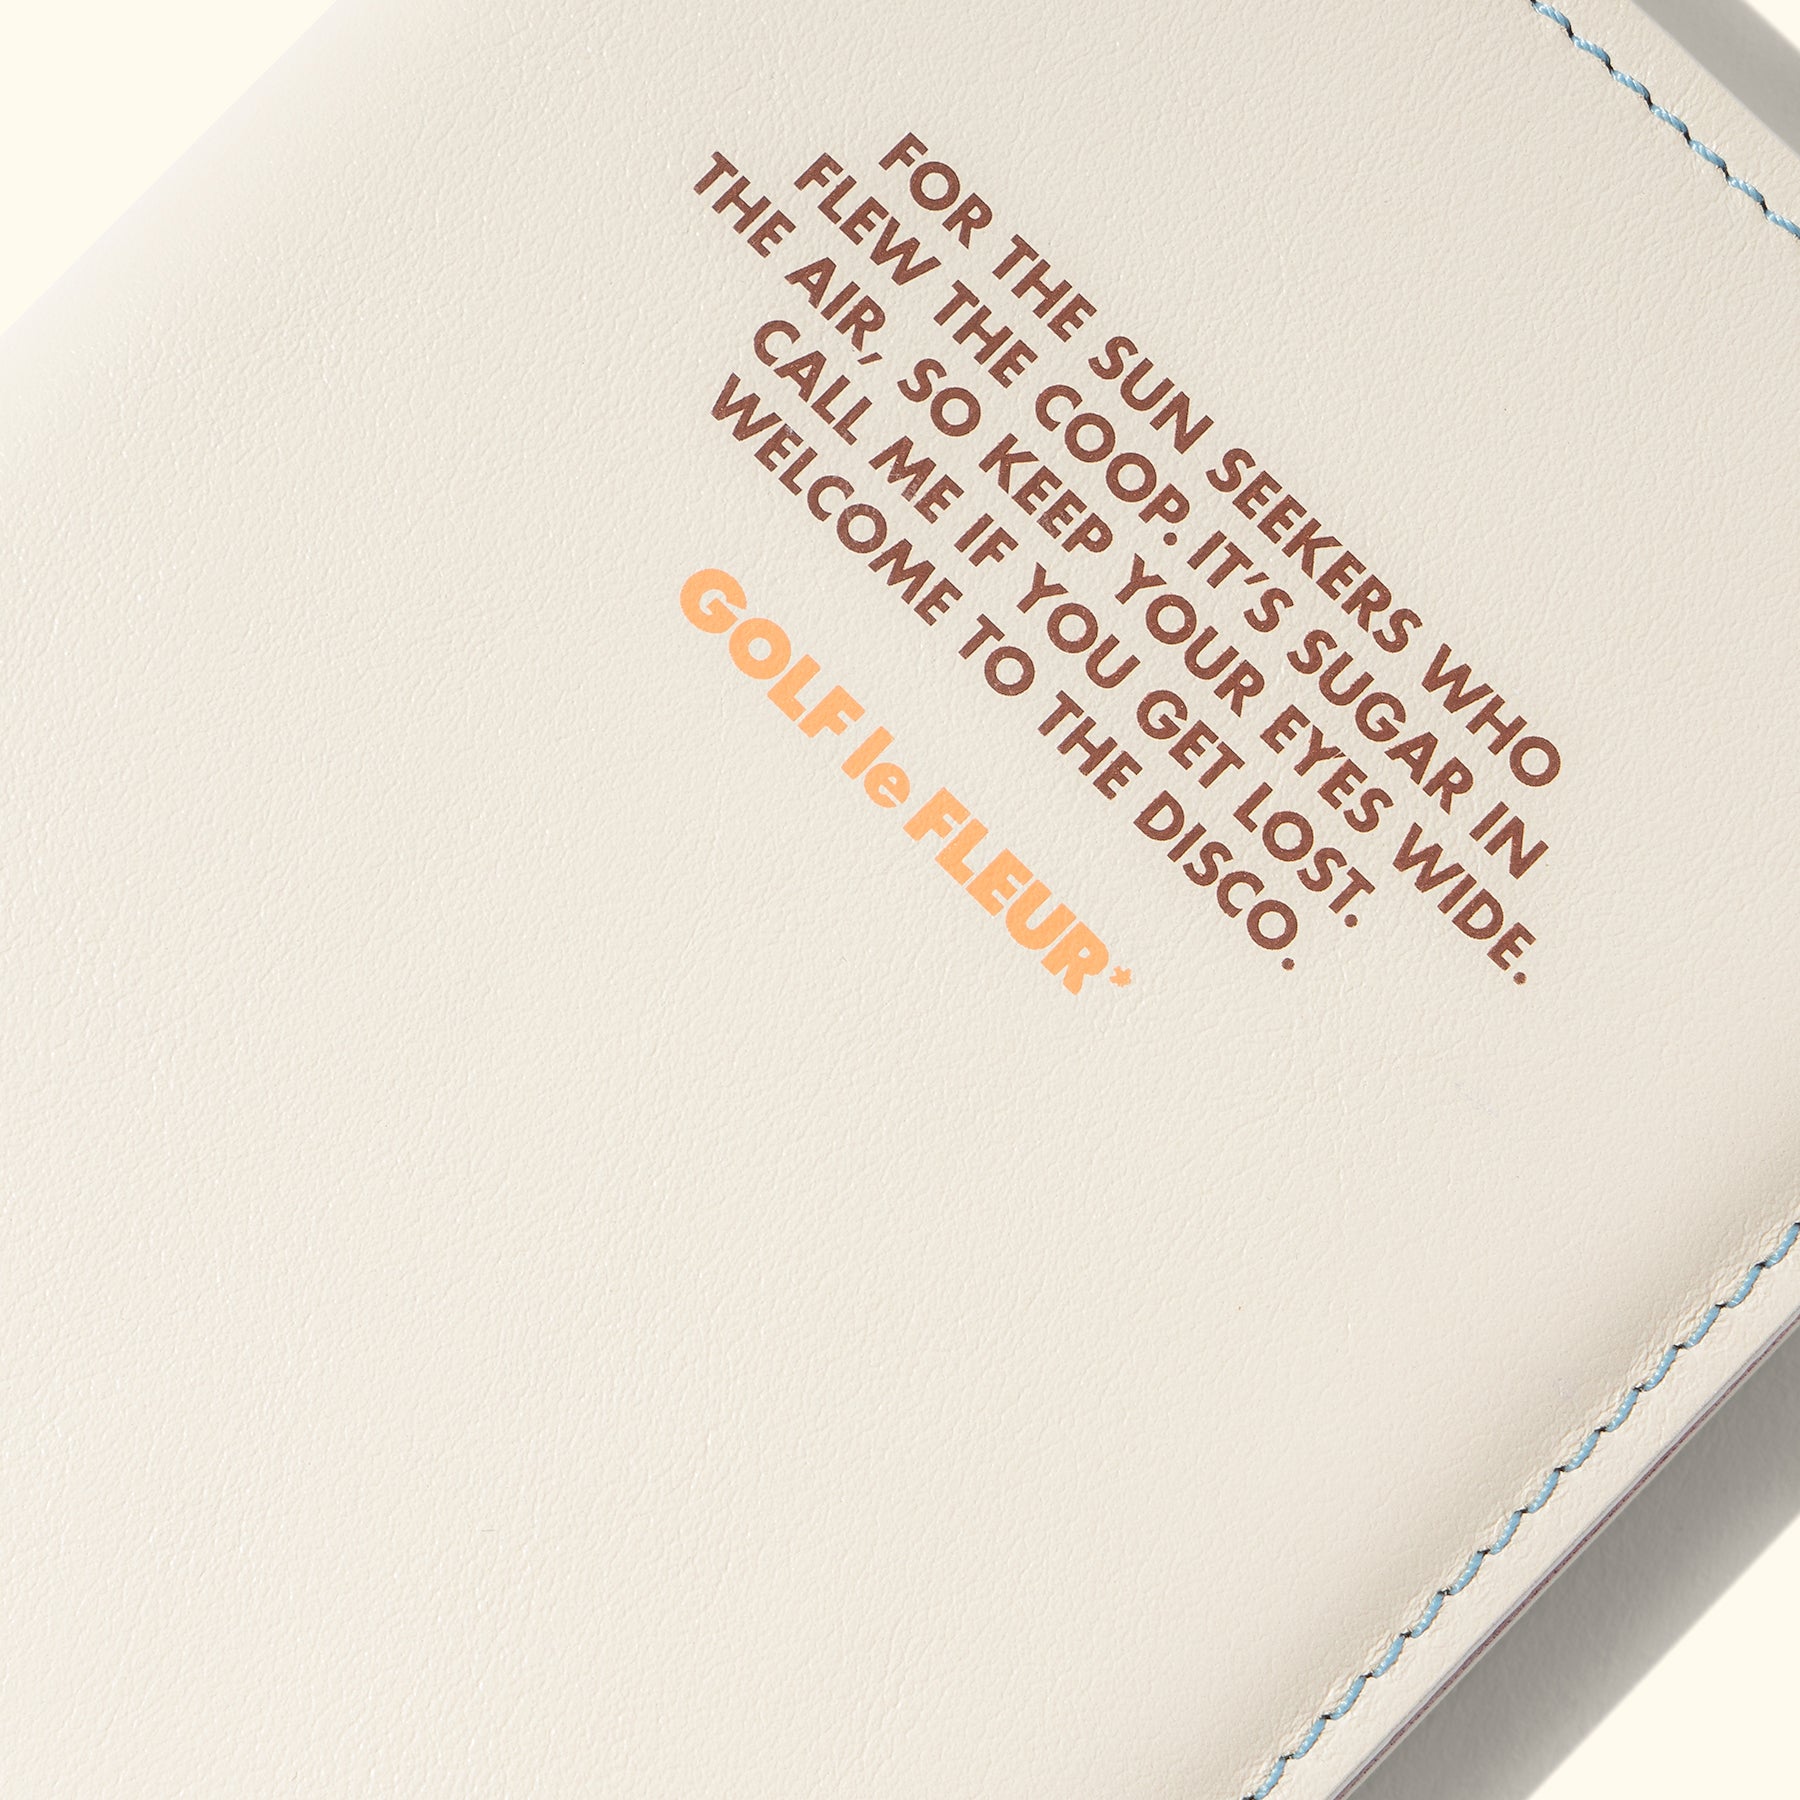 FOR THE SUN SEEKERS WHO
FLEW THE COOP. IT'S SUGAR IN
THE AIR, SO KEEP YOUR EYES WIDE.
CALL ME IF YOU GET LOST.
WELCOME TO THE DISCO.
GOLF le FLEUR*